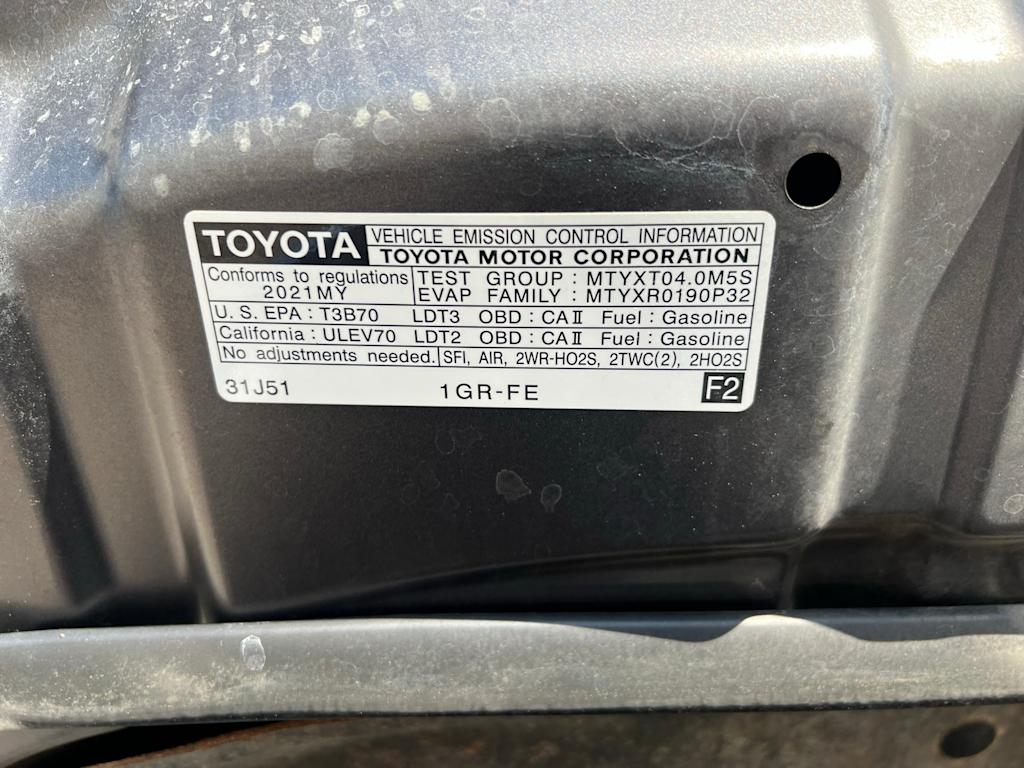 TOYOTA VEHICLE EMISSION CONTROL INFORMATION
TOYOTA MOTOR CORPORATION
Conforms to regulations TEST GROUP : MTYXT04.0M5S
2021MY EVAP FAMILY : MTYXR0190P32
U. S. EPA : T3B70 LDT3 OBD : CAⅡ Fuel : Gasoline
California : ULEV70 LDT2 OBD : CAⅡ Fuel : Gasoline
No adjustments needed. SFI, AIR, 2WR-HO2S, 2TWC(2), 2HO2S
31J51 1GR-FE F2